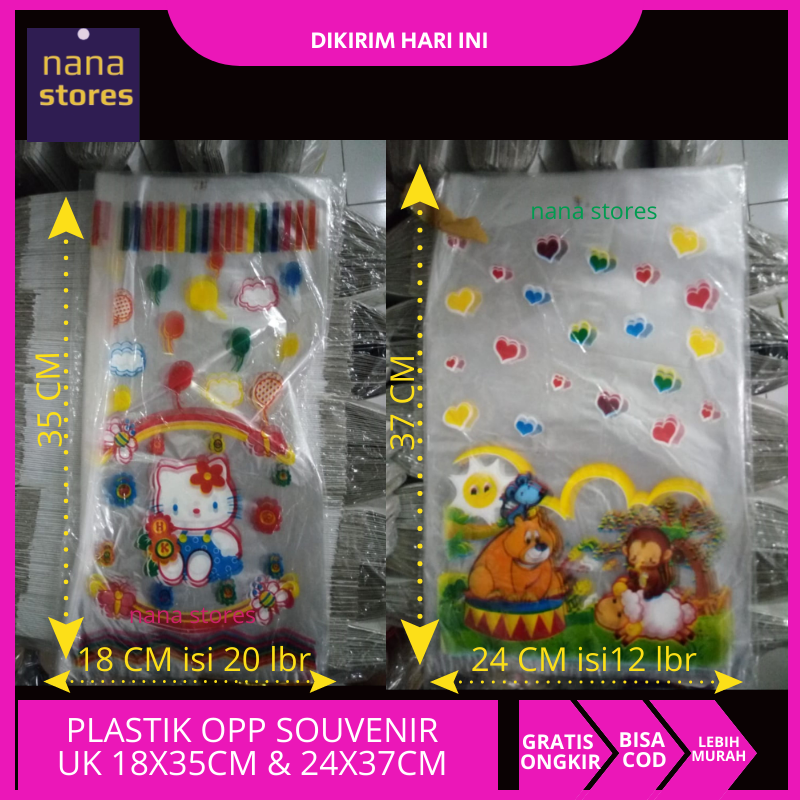 DIKIRIM HARI INI
nana
stores
nana stores
35 CM
37 CM
H
K
nana stores
18 CM isi 20 lbr
24 CM isi12 lbr
PLASTIK OPP SOUVENIR
UK 18X35CM & 24X37CM
GRATIS
ONGKIR
BISA
COD
LEBIH
MURAH